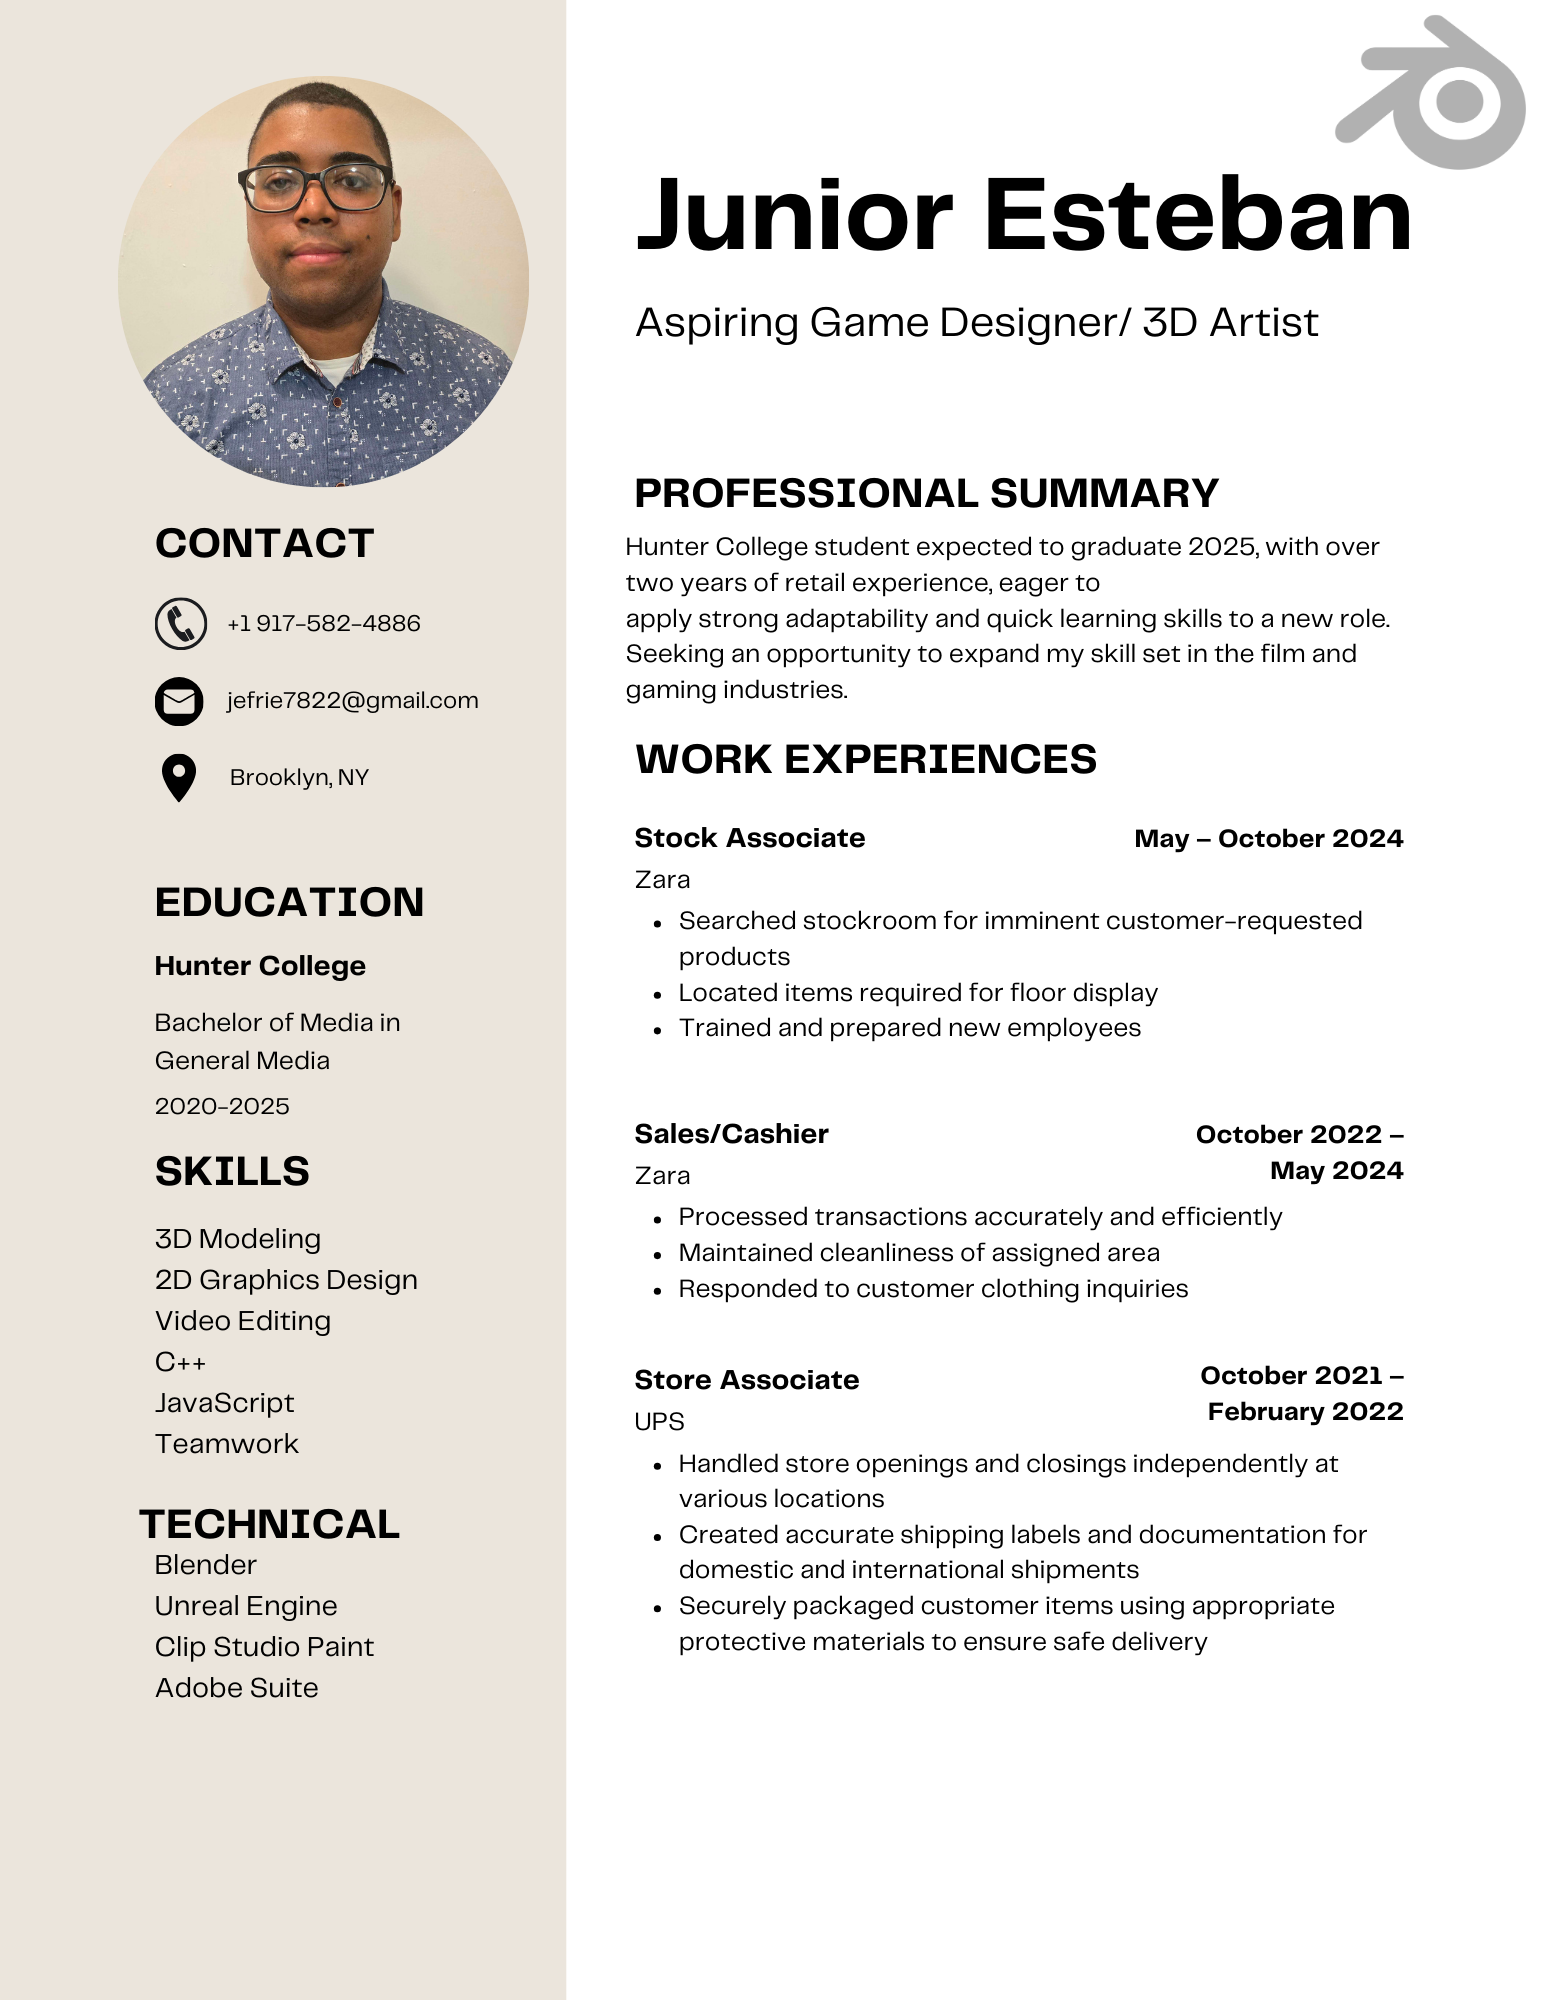 Junior Esteban
Aspiring Game Designer/ 3D Artist
CONTACT
+1 917-582-4886
jefrie7822@gmail.com
Brooklyn, NY
EDUCATION
Hunter College
Bachelor of Media in
General Media
2020-2025
SKILLS
3D Modeling
2D Graphics Design
Video Editing
C++
JavaScript
Teamwork
TECHNICAL
Blender
Unreal Engine
Clip Studio Paint
Adobe Suite
PROFESSIONAL SUMMARY
Hunter College student expected to graduate 2025, with over
two years of retail experience, eager to
apply strong adaptability and quick learning skills to a new role.
Seeking an opportunity to expand my skill set in the film and
gaming industries.
WORK EXPERIENCES
Stock Associate
May – October 2024
Zara
• Searched stockroom for imminent customer-requested
products
• Located items required for floor display
• Trained and prepared new employees
Sales/Cashier
October 2022 –
May 2024
Zara
• Processed transactions accurately and efficiently
• Maintained cleanliness of assigned area
• Responded to customer clothing inquiries
Store Associate
October 2021 –
February 2022
UPS
• Handled store openings and closings independently at
various locations
• Created accurate shipping labels and documentation for
domestic and international shipments
• Securely packaged customer items using appropriate
protective materials to ensure safe delivery